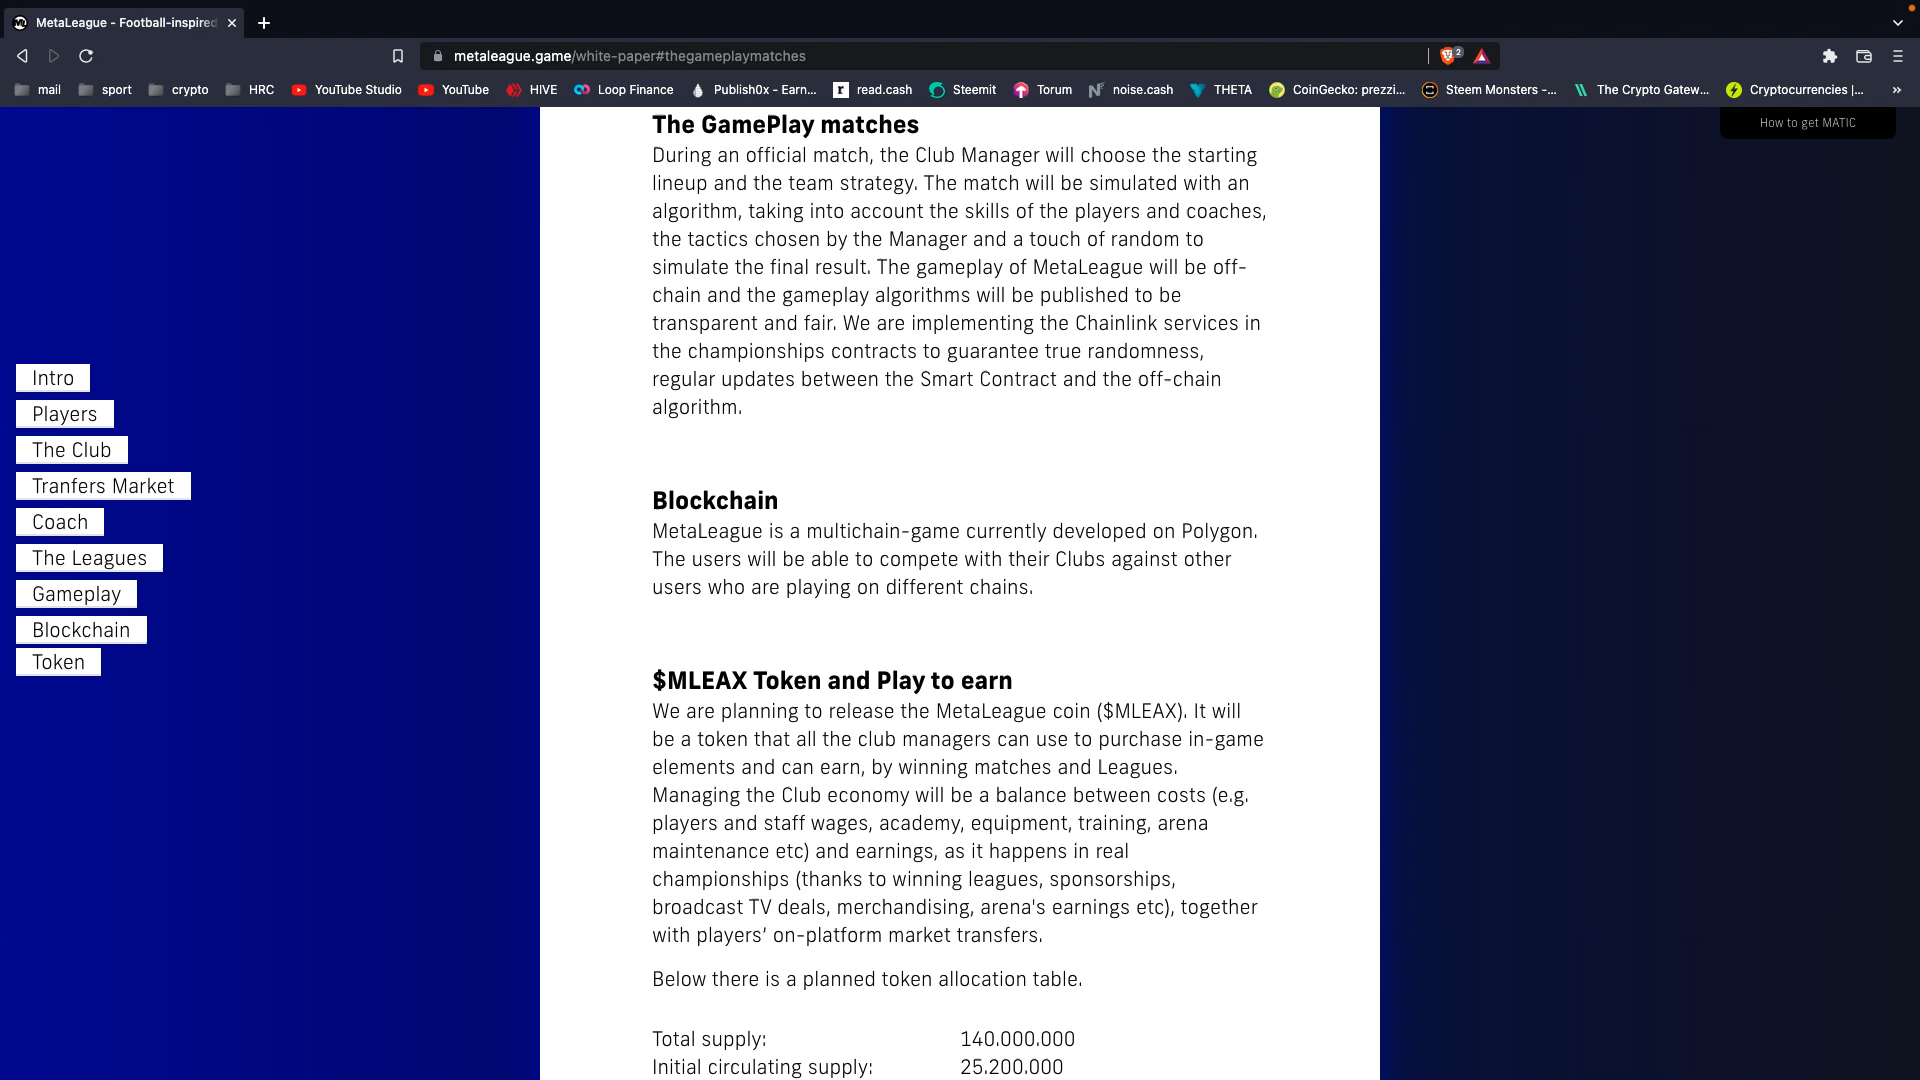 MetaLeague - Football-inspired
metaleague.game/white-paper#thegameplaymatches
2
mail
sport
crypto
HRC
YouTube Studio
YouTube
HIVE
Loop Finance
Publish0x - Earn...
read.cash
Steemit
Torum
noise.cash
THETA
CoinGecko: prezzi...
Steem Monsters -...
The Crypto Gatew...
Cryptocurrencies |...
How to get MATIC
The GamePlay matches
During an official match, the Club Manager will choose the starting
lineup and the team strategy. The match will be simulated with an
algorithm, taking into account the skills of the players and coaches,
the tactics chosen by the Manager and a touch of random to
simulate the final result. The gameplay of MetaLeague will be off-
chain and the gameplay algorithms will be published to be
transparent and fair. We are implementing the Chainlink services in
the championships contracts to guarantee true randomness,
regular updates between the Smart Contract and the off-chain
algorithm.
Intro
Players
The Club
Tranfers Market
Coach
The Leagues
Gameplay
Blockchain
Token
Blockchain
MetaLeague is a multichain-game currently developed on Polygon.
The users will be able to compete with their Clubs against other
users who are playing on different chains.
$MLEAX Token and Play to earn
We are planning to release the MetaLeague coin ($MLEAX). It will
be a token that all the club managers can use to purchase in-game
elements and can earn, by winning matches and Leagues.
Managing the Club economy will be a balance between costs (e.g.
players and staff wages, academy, equipment, training, arena
maintenance etc) and earnings, as it happens in real
championships (thanks to winning leagues, sponsorships,
broadcast TV deals, merchandising, arena's earnings etc), together
with players’ on-platform market transfers.
Below there is a planned token allocation table.
Total supply: 140.000.000
Initial circulating supply: 25.200.000